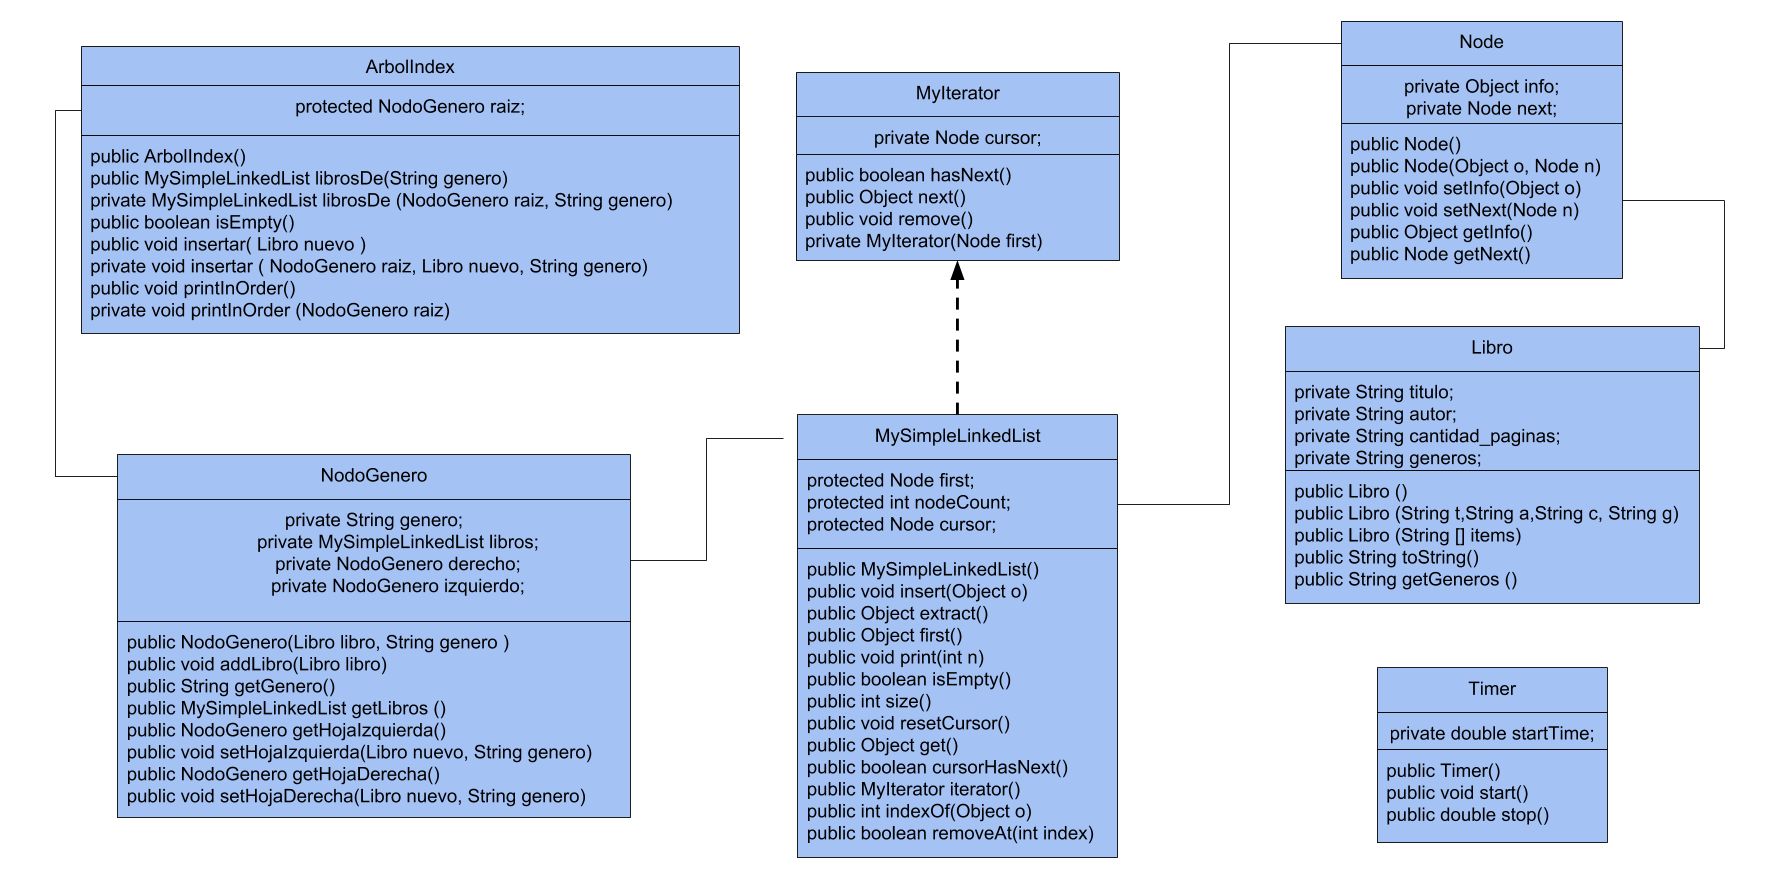 ArbolIndex
protected NodoGenero raiz;
public ArbolIndex()
public MySimpleLinkedList librosDe(String genero)
private MySimpleLinkedList librosDe (NodoGenero raiz, String genero)
public boolean isEmpty()
public void insertar( Libro nuevo )
private void insertar ( NodoGenero raiz, Libro nuevo, String genero)
public void printInOrder()
private void printInOrder (NodoGenero raiz)
MyIterator
private Node cursor;
public boolean hasNext()
public Object next()
public void remove()
private MyIterator(Node first)
Node
private Object info;
private Node next;
public Node()
public Node(Object o, Node n)
public void setInfo(Object o)
public void setNext(Node n)
public Object getInfo()
public Node getNext()
NodoGenero
private String genero;
private MySimpleLinkedList libros;
private NodoGenero derecho;
private NodoGenero izquierdo;
public NodoGenero(Libro libro, String genero )
public void addLibro(Libro libro)
public String getGenero()
public MySimpleLinkedList getLibros ()
public NodoGenero getHojaIzquierda()
public void setHojaIzquierda(Libro nuevo, String genero)
public NodoGenero getHojaDerecha()
public void setHojaDerecha(Libro nuevo, String genero)
MySimpleLinkedList
protected Node first;
protected int nodeCount;
protected Node cursor;
public MySimpleLinkedList()
public void insert(Object o)
public Object extract()
public Object first()
public void print(int n)
public boolean isEmpty()
public int size()
public void resetCursor()
public Object get()
public boolean cursorHasNext()
public MyIterator iterator()
public int indexOf(Object o)
public boolean removeAt(int index)
Libro
private String titulo;
private String autor;
private String cantidad_paginas;
private String generos;
public Libro ()
public Libro (String t,String a,String c, String g)
public Libro (String [] items)
public String toString()
public String getGeneros ()
Timer
private double startTime;
public Timer()
public void start()
public double stop()